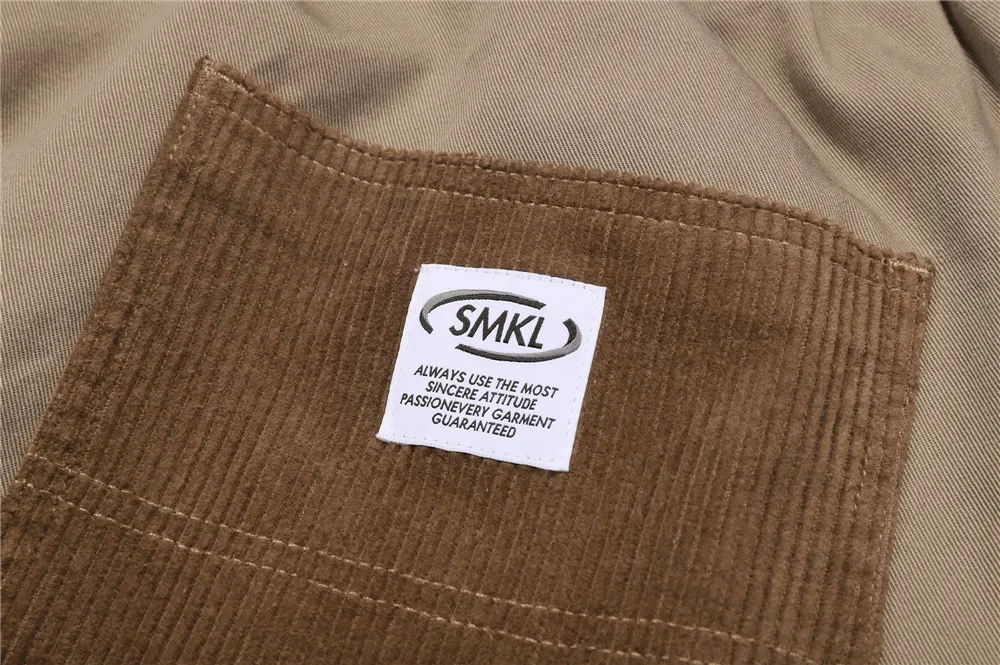 SMKL
ALWAYS USE THE MOST
SINCERE ATTITUDE
PASSIONEVERY GARMENT
GUARANTEED